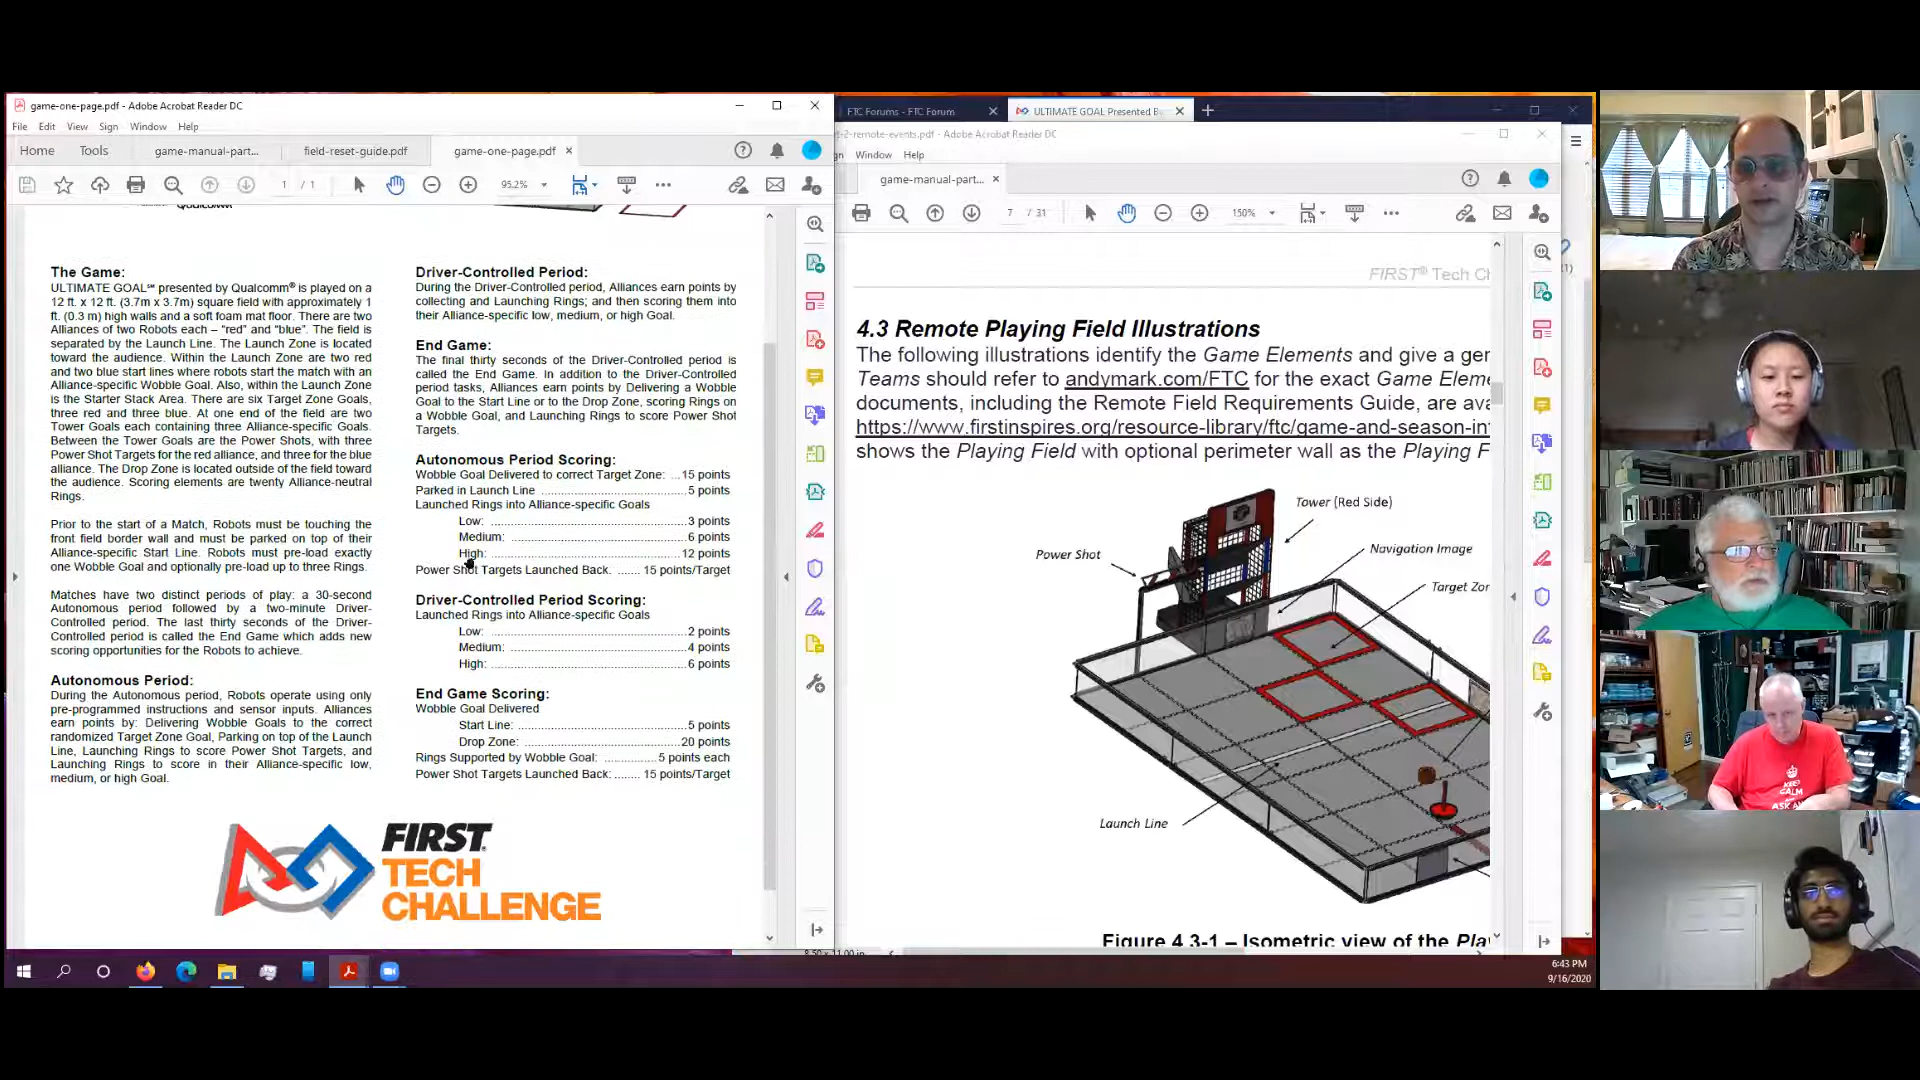 game-one-page.pdf - Adobe Acrobat Reader DC
File Edit View Sign Window Help
Home Tools game-manual-part... field-reset-guide.pdf game-one-page.pdf
1 / 1 95.2%
The Game:
ULTIMATE GOAL℠ presented by Qualcomm® is played on a
12 ft. x 12 ft. (3.7m x 3.7m) square field with approximately 1
ft. (0.3 m) high walls and a soft foam mat floor. There are two
Alliances of two Robots each – “red” and “blue”. The field is
separated by the Launch Line. The Launch Zone is located
toward the audience. Within the Launch Zone are two red
and two blue start lines where robots start the match with an
Alliance-specific Wobble Goal. Also, within the Launch Zone
is the Starter Stack Area. There are six Target Zone Goals,
three red and three blue. At one end of the field are two
Tower Goals each containing three Alliance-specific Goals.
Between the Tower Goals are the Power Shots, with three
Power Shot Targets for the red alliance, and three for the blue
alliance. The Drop Zone is located outside of the field toward
the audience. Scoring elements are twenty Alliance-neutral
Rings.
Prior to the start of a Match, Robots must be touching the
front field border wall and must be parked on top of their
Alliance-specific Start Line. Robots must pre-load exactly
one Wobble Goal and optionally pre-load up to three Rings.
Matches have two distinct periods of play: a 30-second
Autonomous period followed by a two-minute Driver-
Controlled period. The last thirty seconds of the Driver-
Controlled period is called the End Game which adds new
scoring opportunities for the Robots to achieve.
Autonomous Period:
During the Autonomous period, Robots operate using only
pre-programmed instructions and sensor inputs. Alliances
earn points by: Delivering Wobble Goals to the correct
randomized Target Zone Goal, Parking on top of the Launch
Line, Launching Rings to score Power Shot Targets, and
Launching Rings to score in their Alliance-specific low,
medium, or high Goal.
Driver-Controlled Period:
During the Driver-Controlled period, Alliances earn points by
collecting and Launching Rings; and then scoring them into
their Alliance-specific low, medium, or high Goal.
End Game:
The final thirty seconds of the Driver-Controlled period is
called the End Game. In addition to the Driver-Controlled
period tasks, Alliances earn points by Delivering a Wobble
Goal to the Start Line or to the Drop Zone, scoring Rings on
a Wobble Goal, and Launching Rings to score Power Shot
Targets.
Autonomous Period Scoring:
Wobble Goal Delivered to correct Target Zone: ... 15 points
Parked in Launch Line ........ 5 points
Launched Rings into Alliance-specific Goals
Low: ........ 3 points
Medium: ........ 6 points
High: ........ 12 points
Power Shot Targets Launched Back. ....... 15 points/Target
Driver-Controlled Period Scoring:
Launched Rings into Alliance-specific Goals
Low: ........ 2 points
Medium: ........ 4 points
High: ........ 6 points
End Game Scoring:
Wobble Goal Delivered
Start Line: ........ 5 points
Drop Zone: ........ 20 points
Rings Supported by Wobble Goal: ........ 5 points each
Power Shot Targets Launched Back: ........ 15 points/Target
FIRST
TECH
CHALLENGE
FTC Forums - FTC Forum ULTIMATE GOAL Presented B
-2-remote-events.pdf - Adobe Acrobat Reader DC
Window Help
game-manual-part...
7 / 31 150%
FIRST® Tech Ch
4.3 Remote Playing Field Illustrations
The following illustrations identify the Game Elements and give a ger
Teams should refer to andymark.com/FTC for the exact Game Eleme
documents, including the Remote Field Requirements Guide, are ava
https://www.firstinspires.org/resource-library/ftc/game-and-season-in
shows the Playing Field with optional perimeter wall as the Playing F
Tower (Red Side)
Power Shot
Navigation Image
Target Zor
Launch Line
Figure 4.3-1 – Isometric view of the Pla
8.50 x 11.00 in
6:43 PM
9/16/2020
KEEP
CALM
ASK A